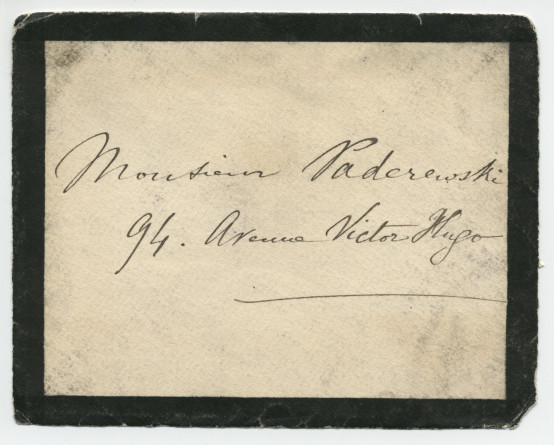 Monsieur Paderewski
94. Avenue Victor Hugo